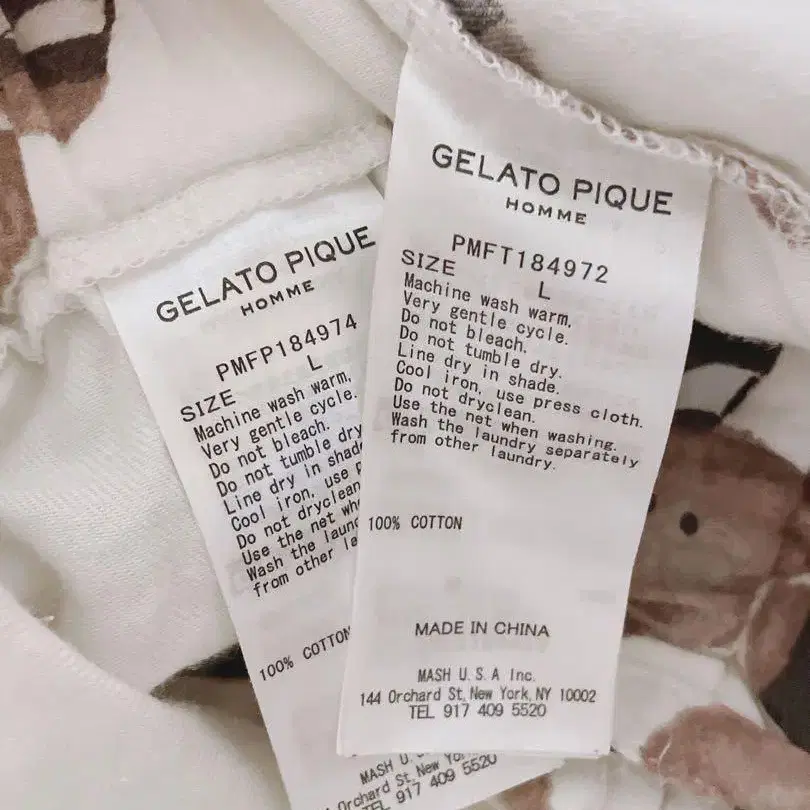 GELATO PIQUE
HOMME
PMFP184974
SIZE L
Machine wash warm,
Very gentle cycle.
Do not bleach.
Do not tumble dry
Line dry in shade
Cool iron, use
Do not dryclean
Use the net
Wash the
from other
100% COTTON
MASH U.
Orchard St, New
TEL 917 409 5520
GELATO PIQUE
HOMME
PMFT184972
SIZE L
Machine wash warm,
Very gentle cycle.
Do not bleach.
Do not tumble dry.
Line dry in shade.
Cool iron, use press cloth.
Do not dryclean.
Use the net when washing.
Wash the laundry separately
from other laundry.
100% COTTON
MADE IN CHINA
MASH U.S.A Inc.
144 Orchard St, New York, NY 10002
TEL 917 409 5520